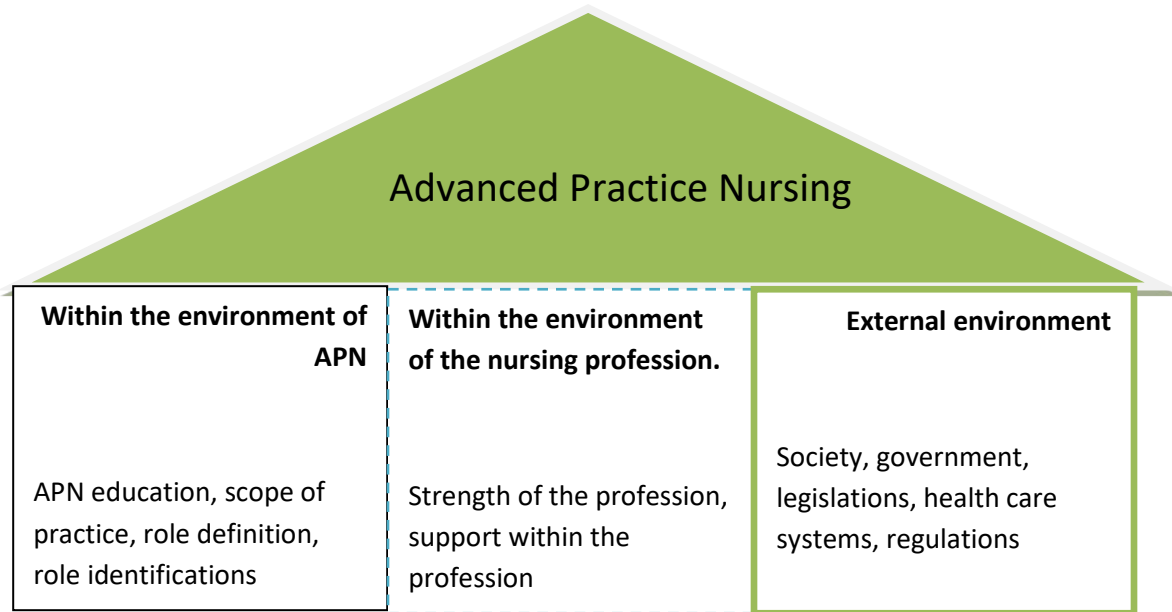 Advanced Practice Nursing
Within the environment of
APN
APN education, scope of
practice, role definition,
role identifications
Within the environment
of the nursing profession.
Strength of the profession,
support within the
profession
External environment
Society, government,
legislations, health care
systems, regulations